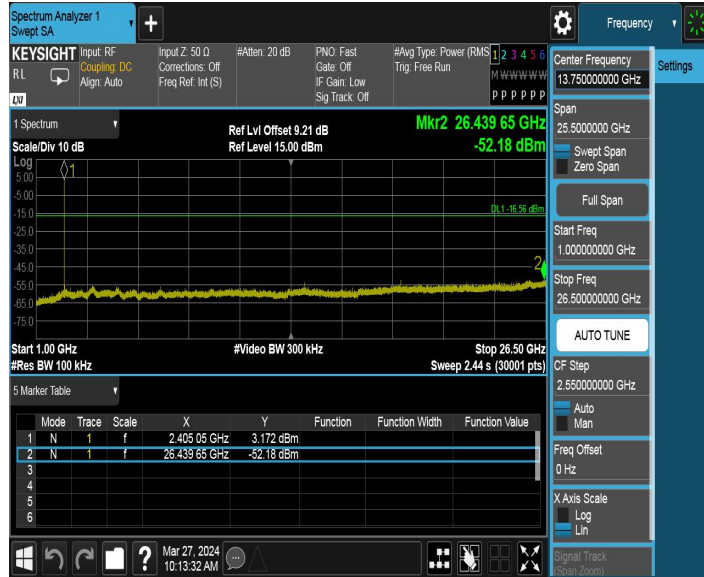 Spectrum Analyzer 1
Swept SA
Frequency
KEYSIGHT
RL
LXI
Input: RF
Coupling: DC
Align: Auto
Input Z: 50 Ω
Corrections: Off
Freq Ref: Int (S)
#Atten: 20 dB
PNO: Fast
Gate: Off
IF Gain: Low
Sig Track: Off
#Avg Type: Power (RMS
Trig: Free Run
1 2 3 4 5 6
M W W W W W
P P P P P P
1 Spectrum
Scale/Div 10 dB
Ref Lvl Offset 9.21 dB
Ref Level 15.00 dBm
Mkr2 26.439 65 GHz
-52.18 dBm
Log
5.00
-5.00
-15.0
-25.0
-35.0
-45.0
-55.0
-65.0
-75.0
1
DL1 -16.56 dBm
2
Start 1.00 GHz
#Res BW 100 kHz
#Video BW 300 kHz
Stop 26.50 GHz
Sweep 2.44 s (30001 pts)
5 Marker Table
Mode Trace Scale X Y Function Function Width Function Value
1 N 1 f 2.405 05 GHz 3.172 dBm
2 N 1 f 26.439 65 GHz -52.18 dBm
3
4
5
6
Mar 27, 2024
10:13:32 AM
Center Frequency
13.750000000 GHz
Span
25.5000000 GHz
Swept Span
Zero Span
Full Span
Start Freq
1.000000000 GHz
Stop Freq
26.500000000 GHz
AUTO TUNE
CF Step
2.550000000 GHz
Auto
Man
Freq Offset
0 Hz
X Axis Scale
Log
Lin
Signal Track
(Span Zoom)
Settings